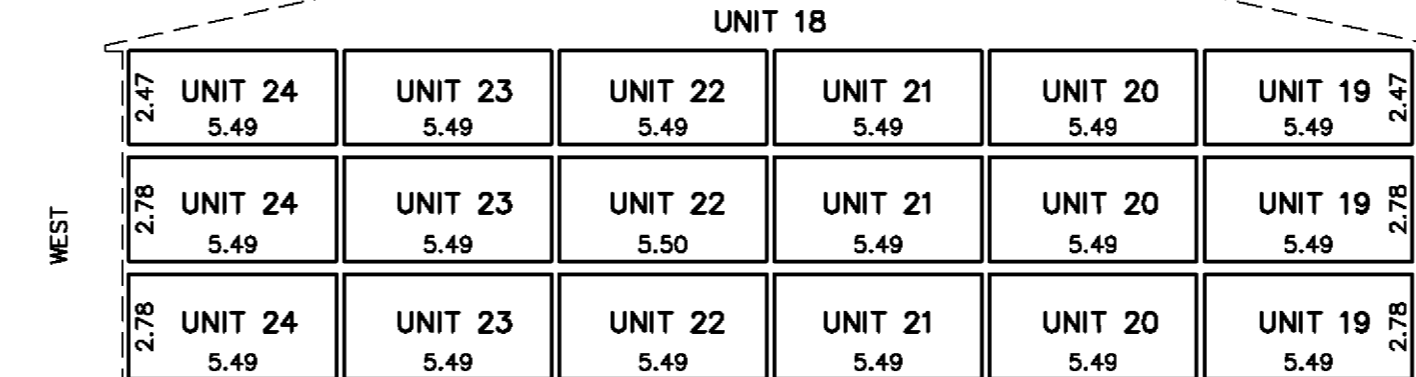 UNIT 18
2.47 UNIT 24 UNIT 23 UNIT 22 UNIT 21 UNIT 20 UNIT 19 2.47
5.49 5.49 5.49 5.49 5.49 5.49
WEST
2.78 UNIT 24 UNIT 23 UNIT 22 UNIT 21 UNIT 20 UNIT 19 2.78
5.49 5.49 5.50 5.49 5.49 5.49
2.78 UNIT 24 UNIT 23 UNIT 22 UNIT 21 UNIT 20 UNIT 19 2.78
5.49 5.49 5.49 5.49 5.49 5.49